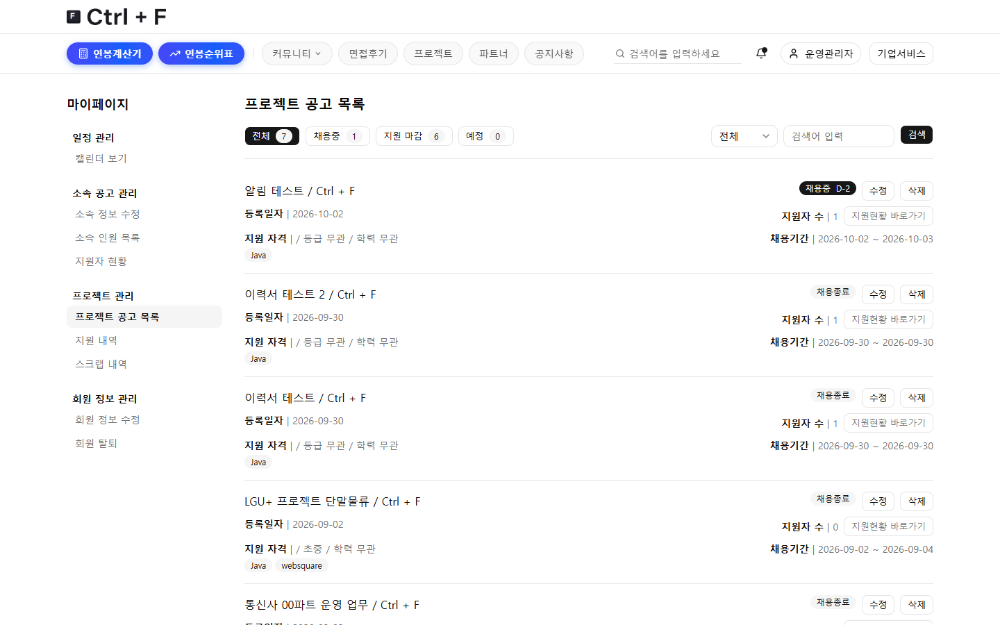 F Ctrl + F
연봉계산기 연봉순위표 커뮤니티 면접후기 프로젝트 파트너 공지사항 검색어를 입력하세요 운영관리자 기업서비스
마이페이지
일정 관리
캘린더 보기
소속 공고 관리
소속 정보 수정
소속 인원 목록
지원자 현황
프로젝트 관리
프로젝트 공고 목록
지원 내역
스크랩 내역
회원 정보 관리
회원 정보 수정
회원 탈퇴
프로젝트 공고 목록
전체 7 채용중 1 지원 마감 6 예정 0 전체 검색어 입력 검색
알림 테스트 / Ctrl + F 채용중 D-2 수정 삭제
등록일자 | 2026-10-02 지원자 수 | 1 지원현황 바로가기
지원 자격 | / 등급 무관 / 학력 무관 채용기간 | 2026-10-02 ~ 2026-10-03
Java
이력서 테스트 2 / Ctrl + F 채용종료 수정 삭제
등록일자 | 2026-09-30 지원자 수 | 1 지원현황 바로가기
지원 자격 | / 등급 무관 / 학력 무관 채용기간 | 2026-09-30 ~ 2026-09-30
Java
이력서 테스트 / Ctrl + F 채용종료 수정 삭제
등록일자 | 2026-09-30 지원자 수 | 1 지원현황 바로가기
지원 자격 | / 등급 무관 / 학력 무관 채용기간 | 2026-09-30 ~ 2026-09-30
Java
LGU+ 프로젝트 단말물류 / Ctrl + F 채용종료 수정 삭제
등록일자 | 2026-09-02 지원자 수 | 0 지원현황 바로가기
지원 자격 | / 초중 / 학력 무관 채용기간 | 2026-09-02 ~ 2026-09-04
Java websquare
통신사 00파트 운영 업무 / Ctrl + F 채용종료 수정 삭제